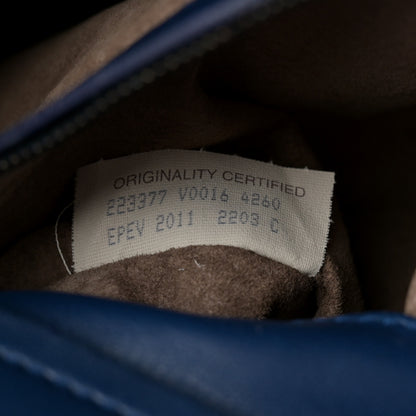 ORIGINALITY CERTIFIED
223377 V0016 4260
EPEV 2011 2203 C